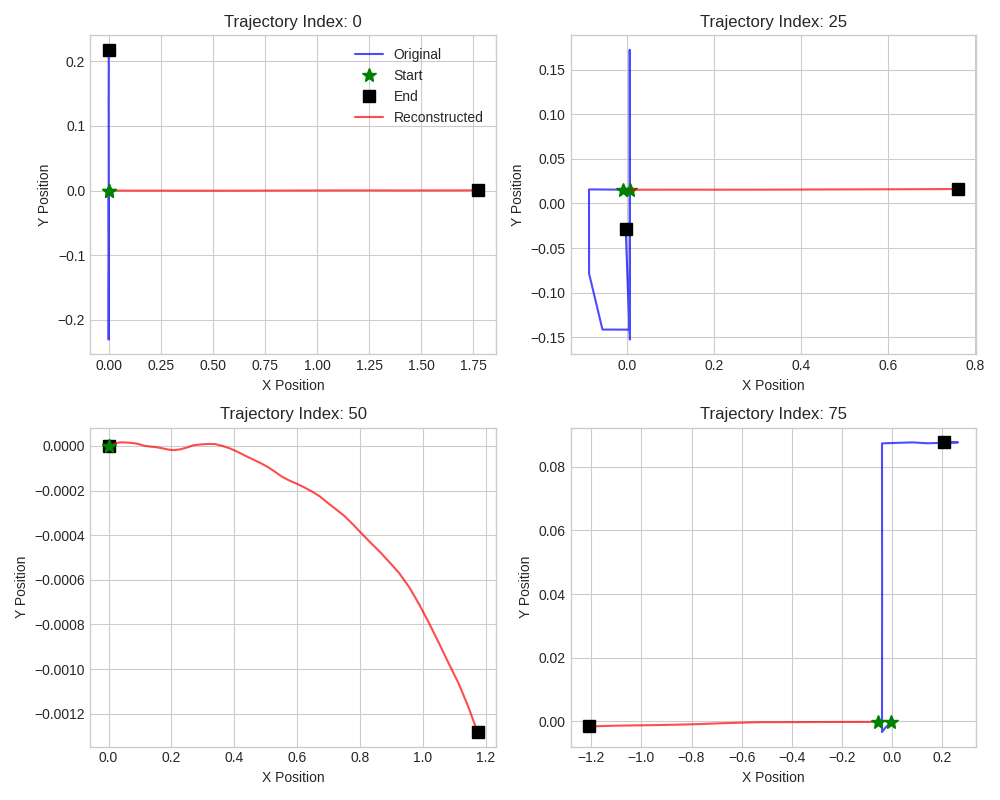 Trajectory Index: 0
Y Position
0.2
0.1
0.0
−0.1
−0.2
Original
Start
End
Reconstructed
0.00 0.25 0.50 0.75 1.00 1.25 1.50 1.75
X Position
Trajectory Index: 25
Y Position
0.15
0.10
0.05
0.00
−0.05
−0.10
−0.15
0.0 0.2 0.4 0.6 0.8
X Position
Trajectory Index: 50
Y Position
0.0000
−0.0002
−0.0004
−0.0006
−0.0008
−0.0010
−0.0012
0.0 0.2 0.4 0.6 0.8 1.0 1.2
X Position
Trajectory Index: 75
Y Position
0.08
0.06
0.04
0.02
0.00
−1.2 −1.0 −0.8 −0.6 −0.4 −0.2 0.0 0.2
X Position